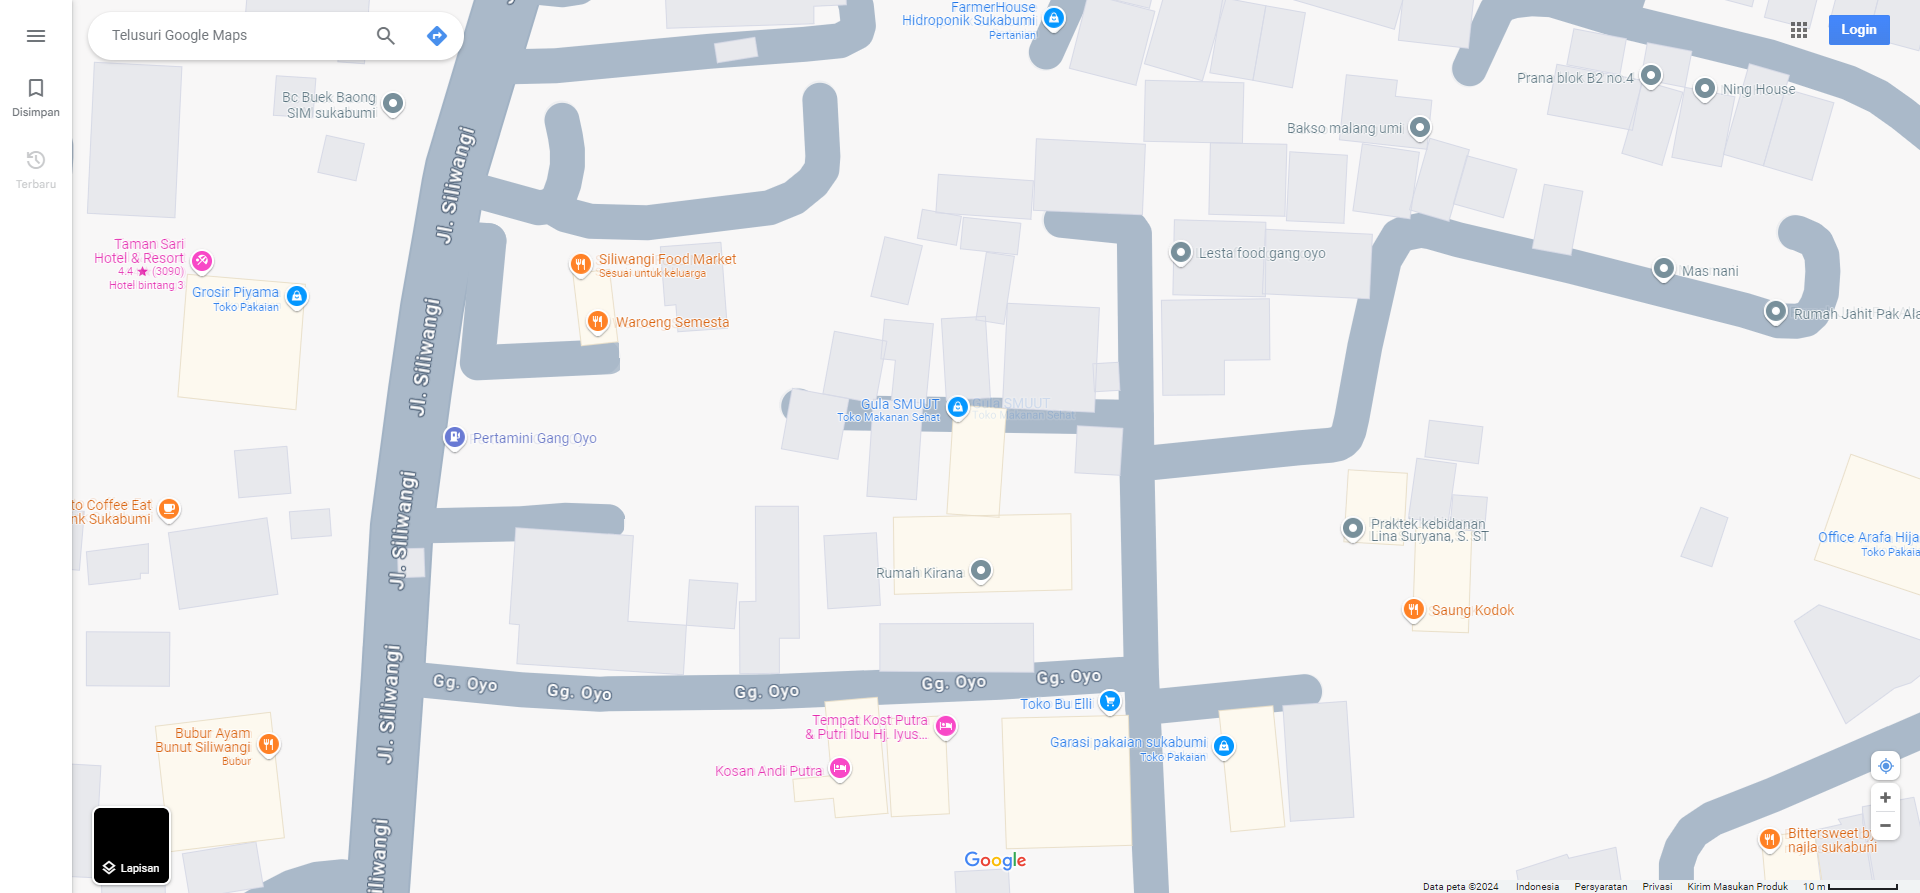 Telusuri Google Maps
Disimpan
Terbaru
Login
FarmerHouse
Hidroponik Sukabumi
Pertanian
Prana blok B2 no.4
Ning House
Bc Buek Baong
SIM sukabumi
Bakso malang umi
Jl. Siliwangi
Taman Sari
Hotel & Resort
4.4 ★ (3090)
Hotel bintang 3
Siliwangi Food Market
Sesuai untuk keluarga
Lesta food gang oyo
Mas nani
Grosir Piyama
Toko Pakaian
Waroeng Semesta
Rumah Jahit Pak Ala
Jl. Siliwangi
Gula SMUUT
Toko Makanan Sehat
Gula SMUUT
Toko Makanan Sehat
Pertamini Gang Oyo
to Coffee Eat
nk Sukabumi
Jl. Siliwangi
Praktek kebidanan
Lina Suryana, S. ST
Office Arafa Hija
Toko Pakaia
Rumah Kirana
Saung Kodok
Jl. Siliwangi
Gg. Oyo
Gg. Oyo
Gg. Oyo
Gg. Oyo
Gg. Oyo
Toko Bu Elli
Tempat Kost Putra
& Putri Ibu Hj. Iyus...
Garasi pakaian sukabumi
Toko Pakaian
Bubur Ayam
Bunut Siliwangi
Bubur
Kosan Andi Putra
Siliwangi
Bittersweet by
najla sukabumi
Lapisan
Google
Data peta ©2024
Indonesia
Persyaratan
Privasi
Kirim Masukan Produk
10 m